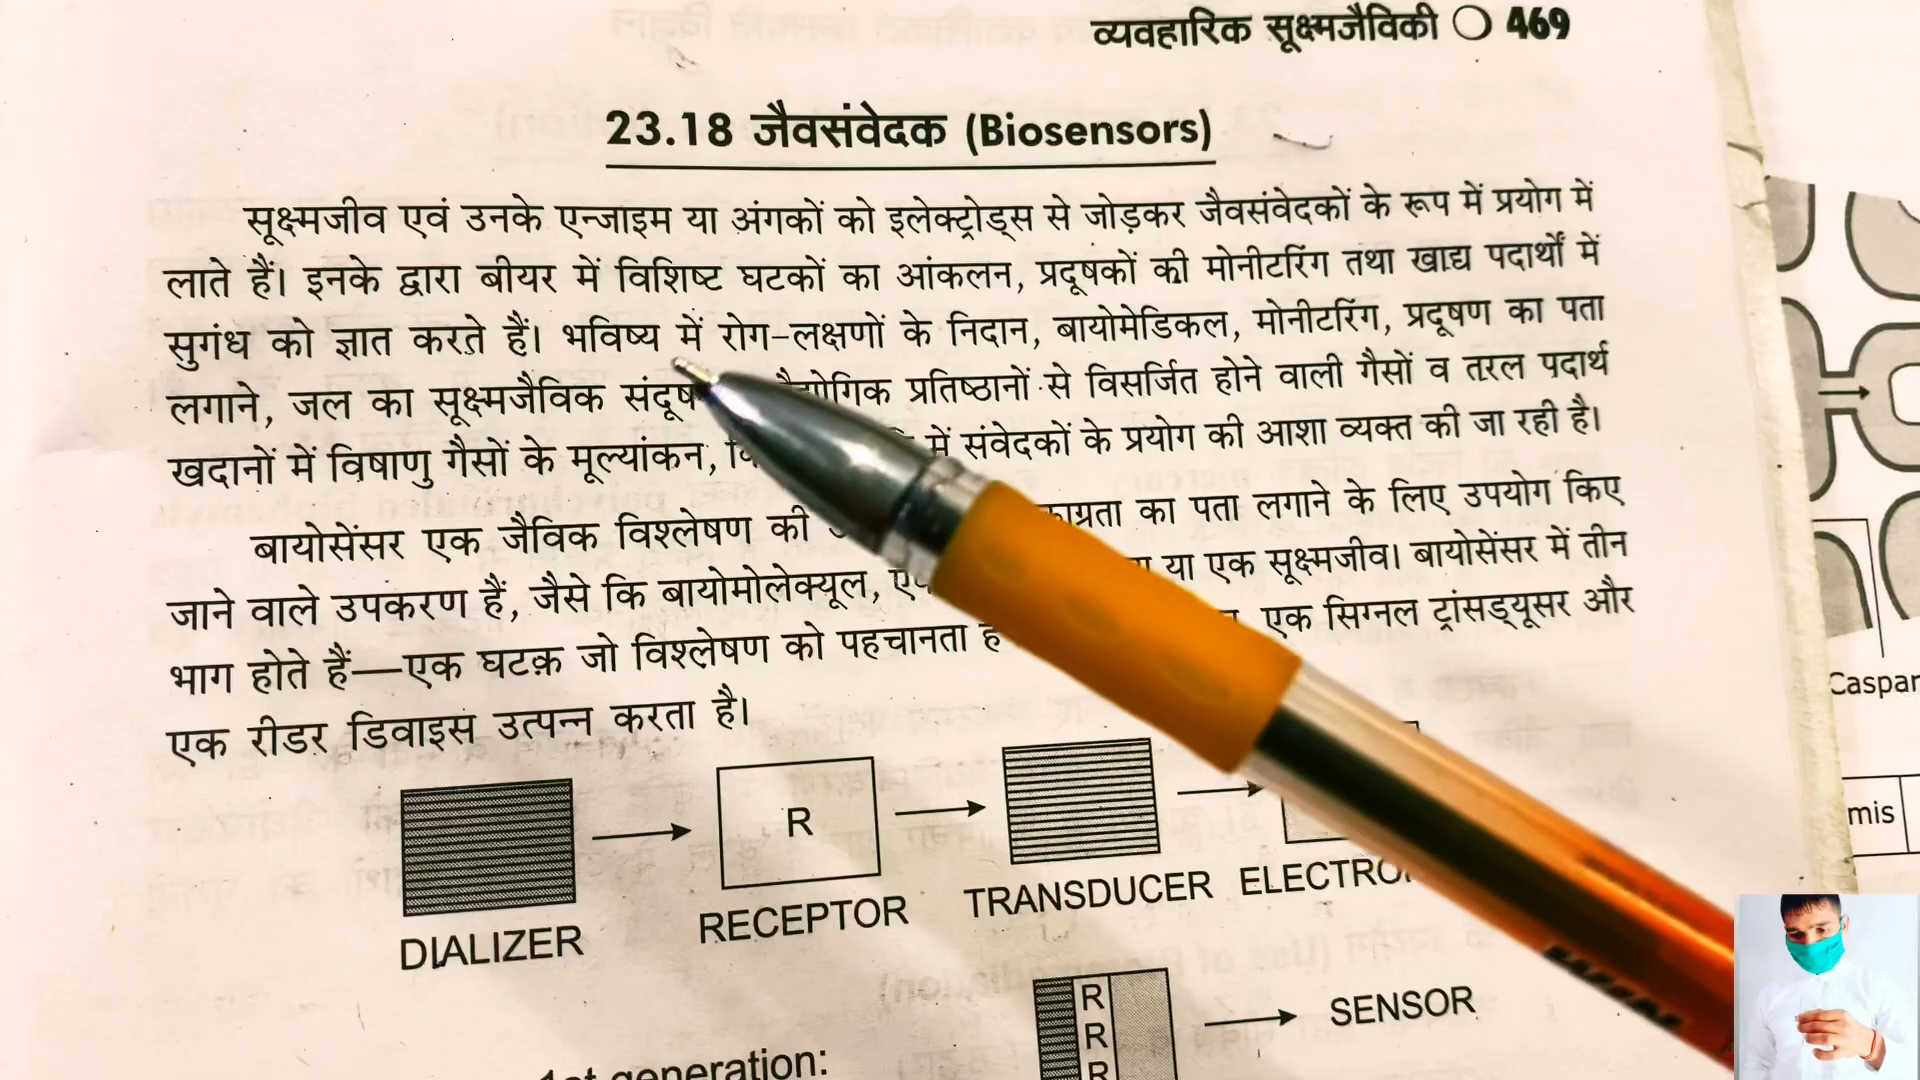 व्यवहारिक सूक्ष्मजैविकी ○ 469
23.18 जैवसंवेदक (Biosensors)
सूक्ष्मजीव एवं उनके एन्जाइम या अंगकों को इलेक्ट्रोड्स से जोड़कर जैवसंवेदकों के रूप में प्रयोग में
लाते हैं। इनके द्वारा बीयर में विशिष्ट घटकों का आंकलन, प्रदूषकों की मोनीटरिंग तथा खाद्य पदार्थों में
सुगंध को ज्ञात करते हैं। भविष्य में रोग-लक्षणों के निदान, बायोमेडिकल, मोनीटरिंग, प्रदूषण का पता
लगाने, जल का सूक्ष्मजैविक प्रतिष्ठानों से विसर्जित होने वाली गैसों व तरल पदार्थ
खदानों में विषाणु गैसों के मूल्यांकन, में संवेदकों के प्रयोग की आशा व्यक्त की जा रही है।
बायोसेंसर एक जैविक विश्लेषण की का पता लगाने के लिए उपयोग किए
जाने वाले उपकरण हैं, जैसे कि बायोमोलेक्यूल, या एक सूक्ष्मजीव। बायोसेंसर में तीन
भाग होते हैं—एक घटक़ जो विश्लेषण को पहचानता एक सिग्नल ट्रांसड्यूसर और
एक रीडर डिवाइस उत्पन्न करता है।
R
DIALIZER RECEPTOR TRANSDUCER
R
R
R
SENSOR
1st generation:
Caspar
mis